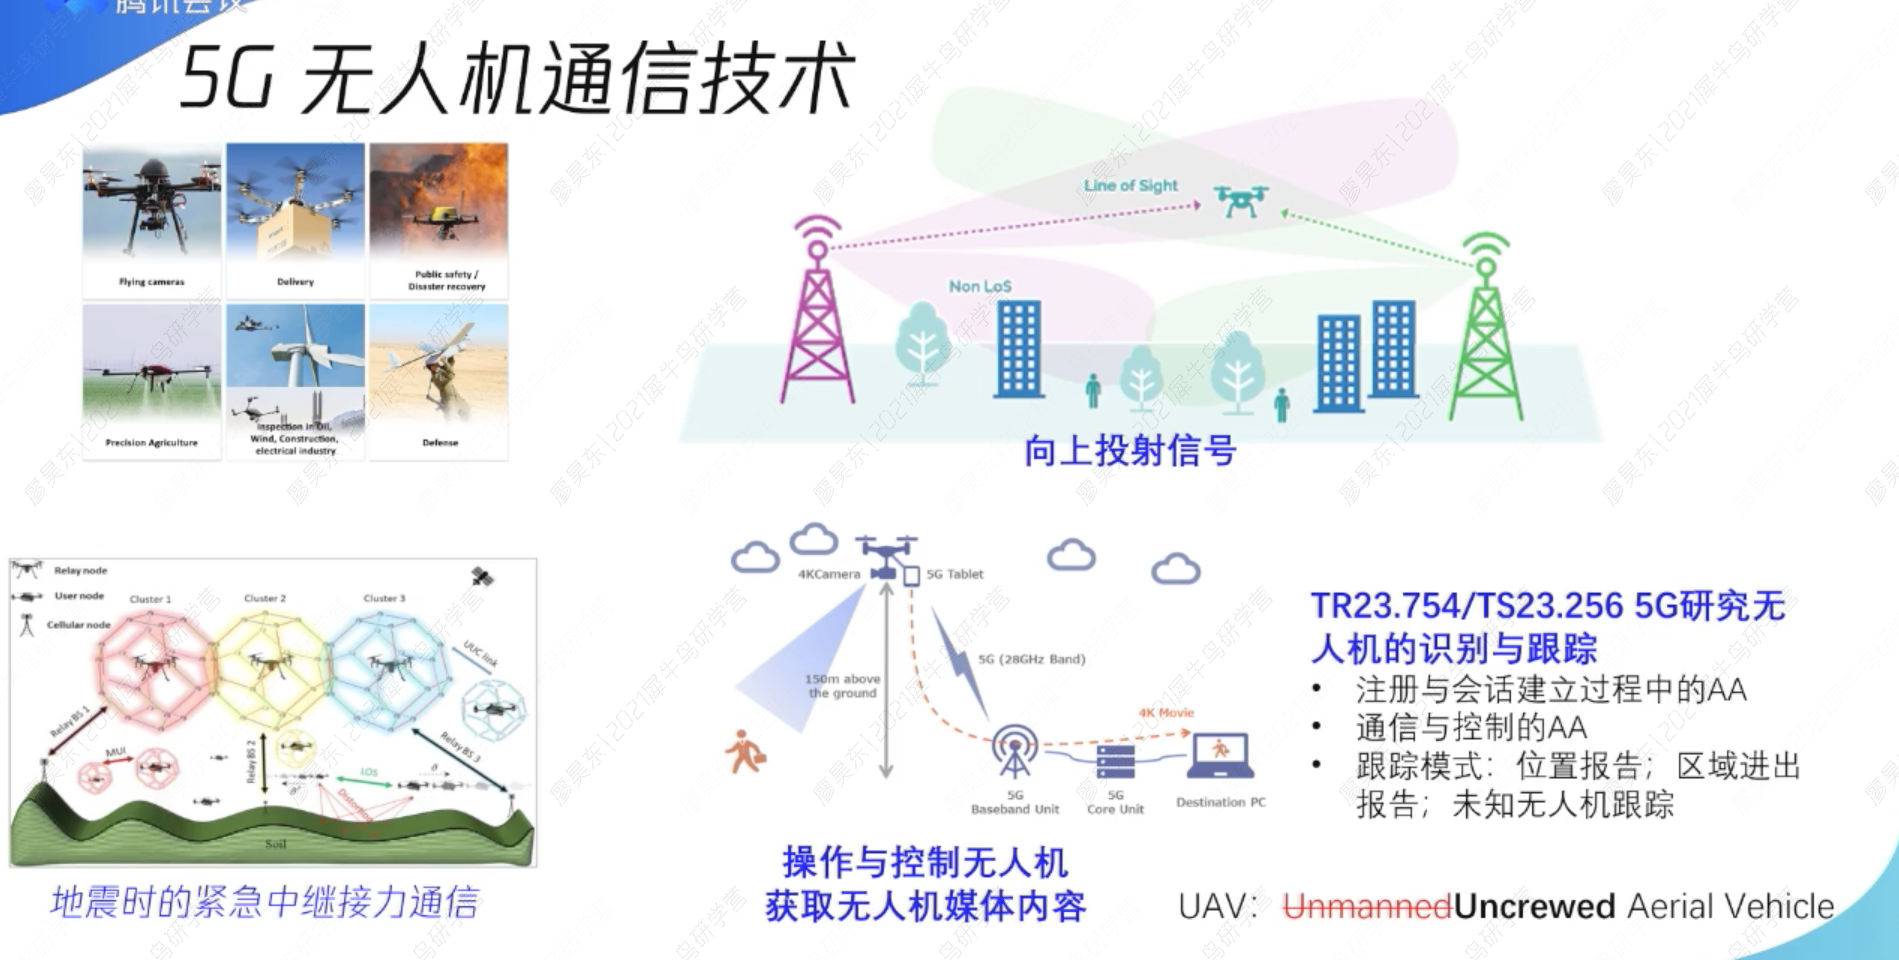 腾讯会议
5G 无人机通信技术
Flying cameras
Delivery
Public safety /
Disaster recovery
Precision Agriculture
Inspection in Oil,
Wind, Construction,
electrical industry
Defense
Line of Sight
Non LoS
向上投射信号
Relay node
User node
Cellular node
Cluster 1
Cluster 2
Cluster 3
UUC link
Relay BS 1
MUI
Relay BS 2
LOS
Distortion
Relay BS 3
Soil
地震时的紧急中继接力通信
4KCamera
5G Tablet
150m above
the ground
5G (28GHz Band)
4K Movie
5G
Baseband Unit
5G
Core Unit
Destination PC
操作与控制无人机
获取无人机媒体内容
TR23.754/TS23.256 5G研究无
人机的识别与跟踪
• 注册与会话建立过程中的AA
• 通信与控制的AA
• 跟踪模式：位置报告；区域进出
报告；未知无人机跟踪
UAV：UnmannedUncrewed Aerial Vehicle
廖昊东|2021犀牛鸟研学营